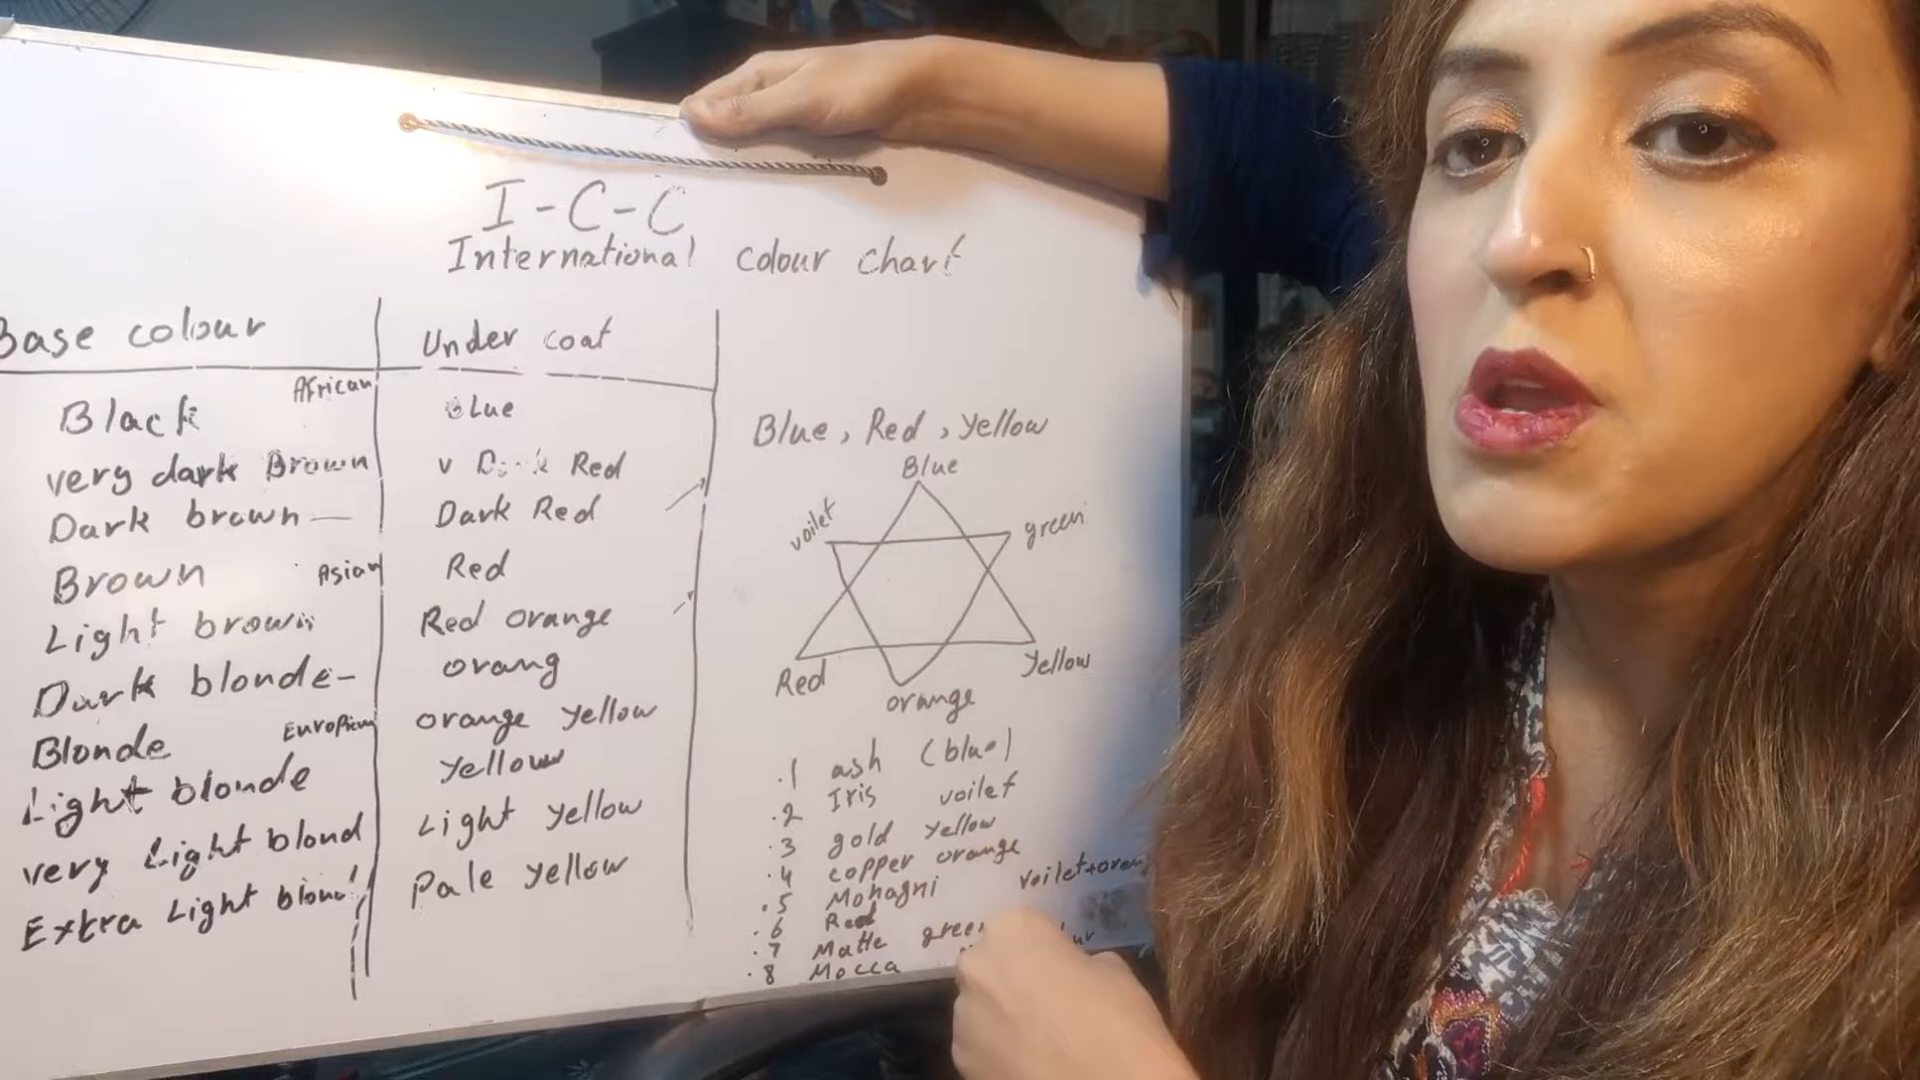 I-C-C
International colour chart
Base colour
Under coat
Black African
Blue
very dark Brown
v Dark Red
Dark brown
Dark Red
Brown Asian
Red
Light brown
Red orange
Dark blonde
orang
Blonde
orange yellow
Light blonde
yellow
very Light blond
Light yellow
Extra Light blond
Pale yellow
Blue, Red, yellow
Blue
voilet
green
Red
yellow
orange
.1 ash (blue)
.2 Iris voilet
.3 gold yellow
.4 copper orange
.5 Mohagni
.6 Red
.7 Matte green
.8 Mocca